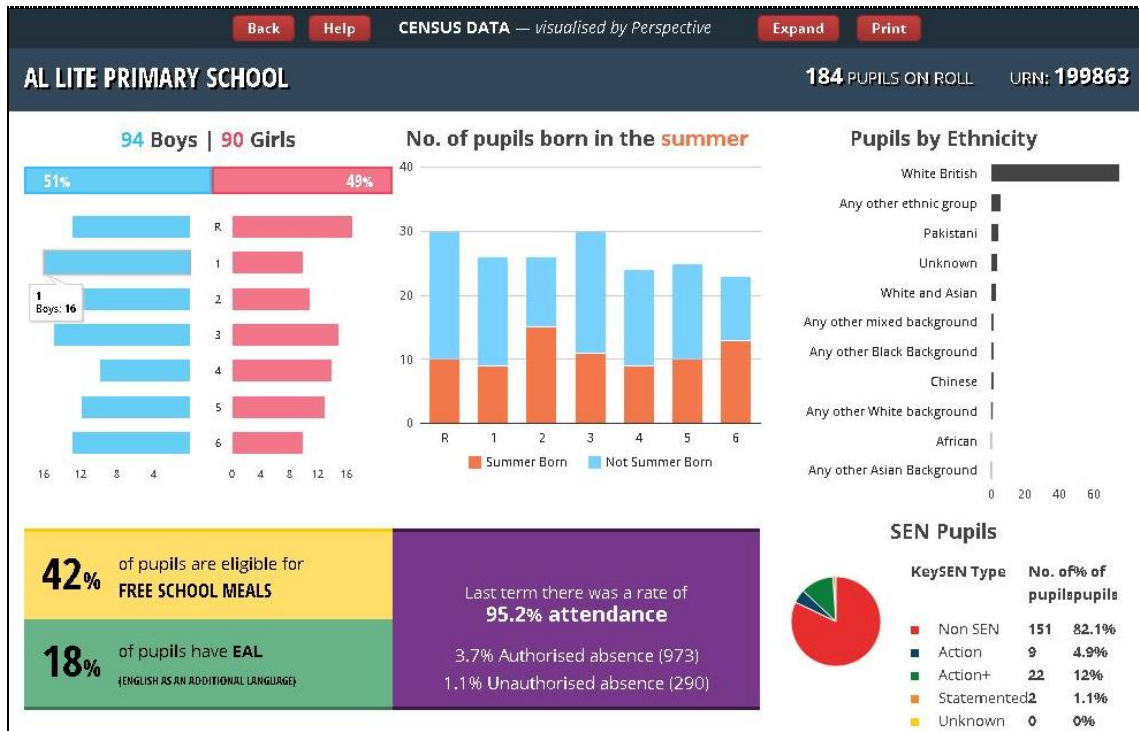 Back Help CENSUS DATA — visualised by Perspective Expand Print
AL LITE PRIMARY SCHOOL 184 PUPILS ON ROLL URN: 199863
94 Boys | 90 Girls
51% 49%
R
1
1
Boys: 16
2
3
4
5
6
16 12 8 4 0 4 8 12 16
No. of pupils born in the summer
40
30
20
10
0
R 1 2 3 4 5 6
Summer Born Not Summer Born
Pupils by Ethnicity
White British
Any other ethnic group
Pakistani
Unknown
White and Asian
Any other mixed background
Any other Black Background
Chinese
Any other White background
African
Any other Asian Background
0 20 40 60
42% of pupils are eligible for
FREE SCHOOL MEALS
18% of pupils have EAL
(ENGLISH AS AN ADDITIONAL LANGUAGE)
Last term there was a rate of
95.2% attendance
3.7% Authorised absence (973)
1.1% Unauthorised absence (290)
SEN Pupils
Key SEN Type No. of % of
pupils pupils
Non SEN 151 82.1%
Action 9 4.9%
Action+ 22 12%
Statemented 2 1.1%
Unknown 0 0%